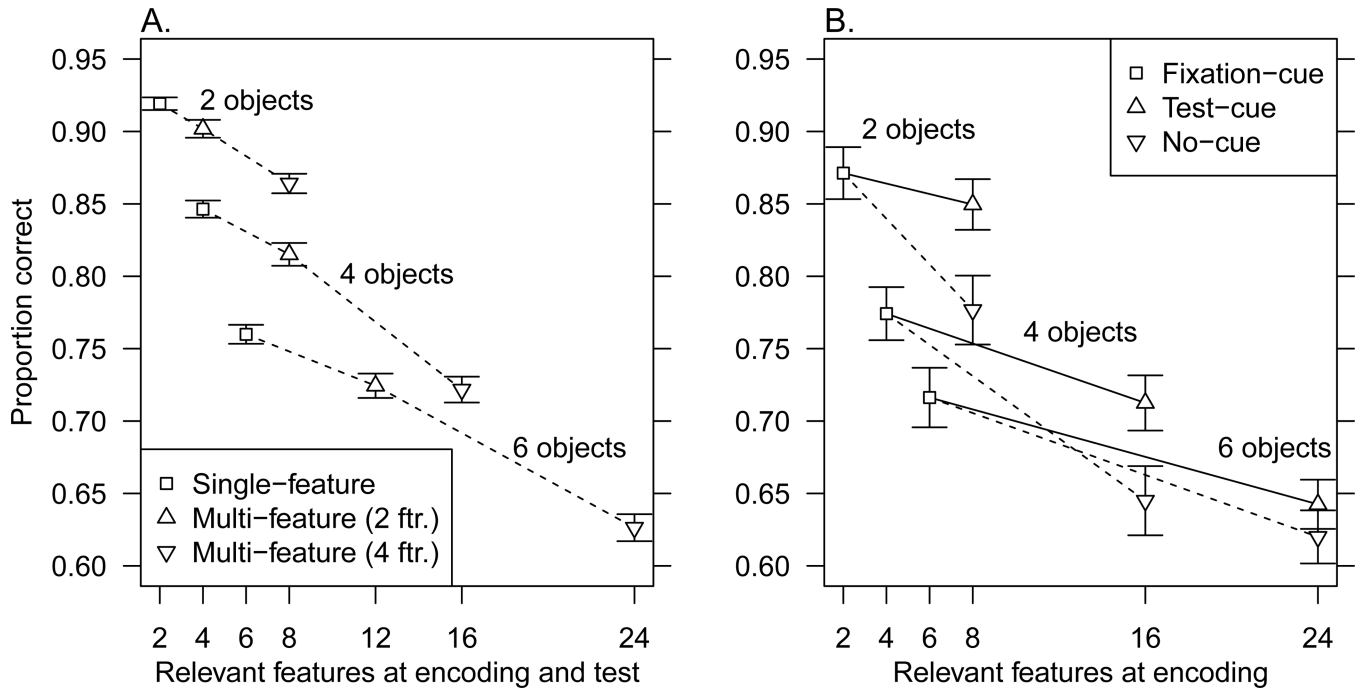 A.
Proportion correct
0.95
0.90
0.85
0.80
0.75
0.70
0.65
0.60
2 objects
4 objects
6 objects
Single−feature
Multi−feature (2 ftr.)
Multi−feature (4 ftr.)
2 4 6 8 12 16 24
Relevant features at encoding and test
B.
0.95
0.90
0.85
0.80
0.75
0.70
0.65
0.60
Fixation−cue
Test−cue
No−cue
2 objects
4 objects
6 objects
2 4 6 8 16 24
Relevant features at encoding